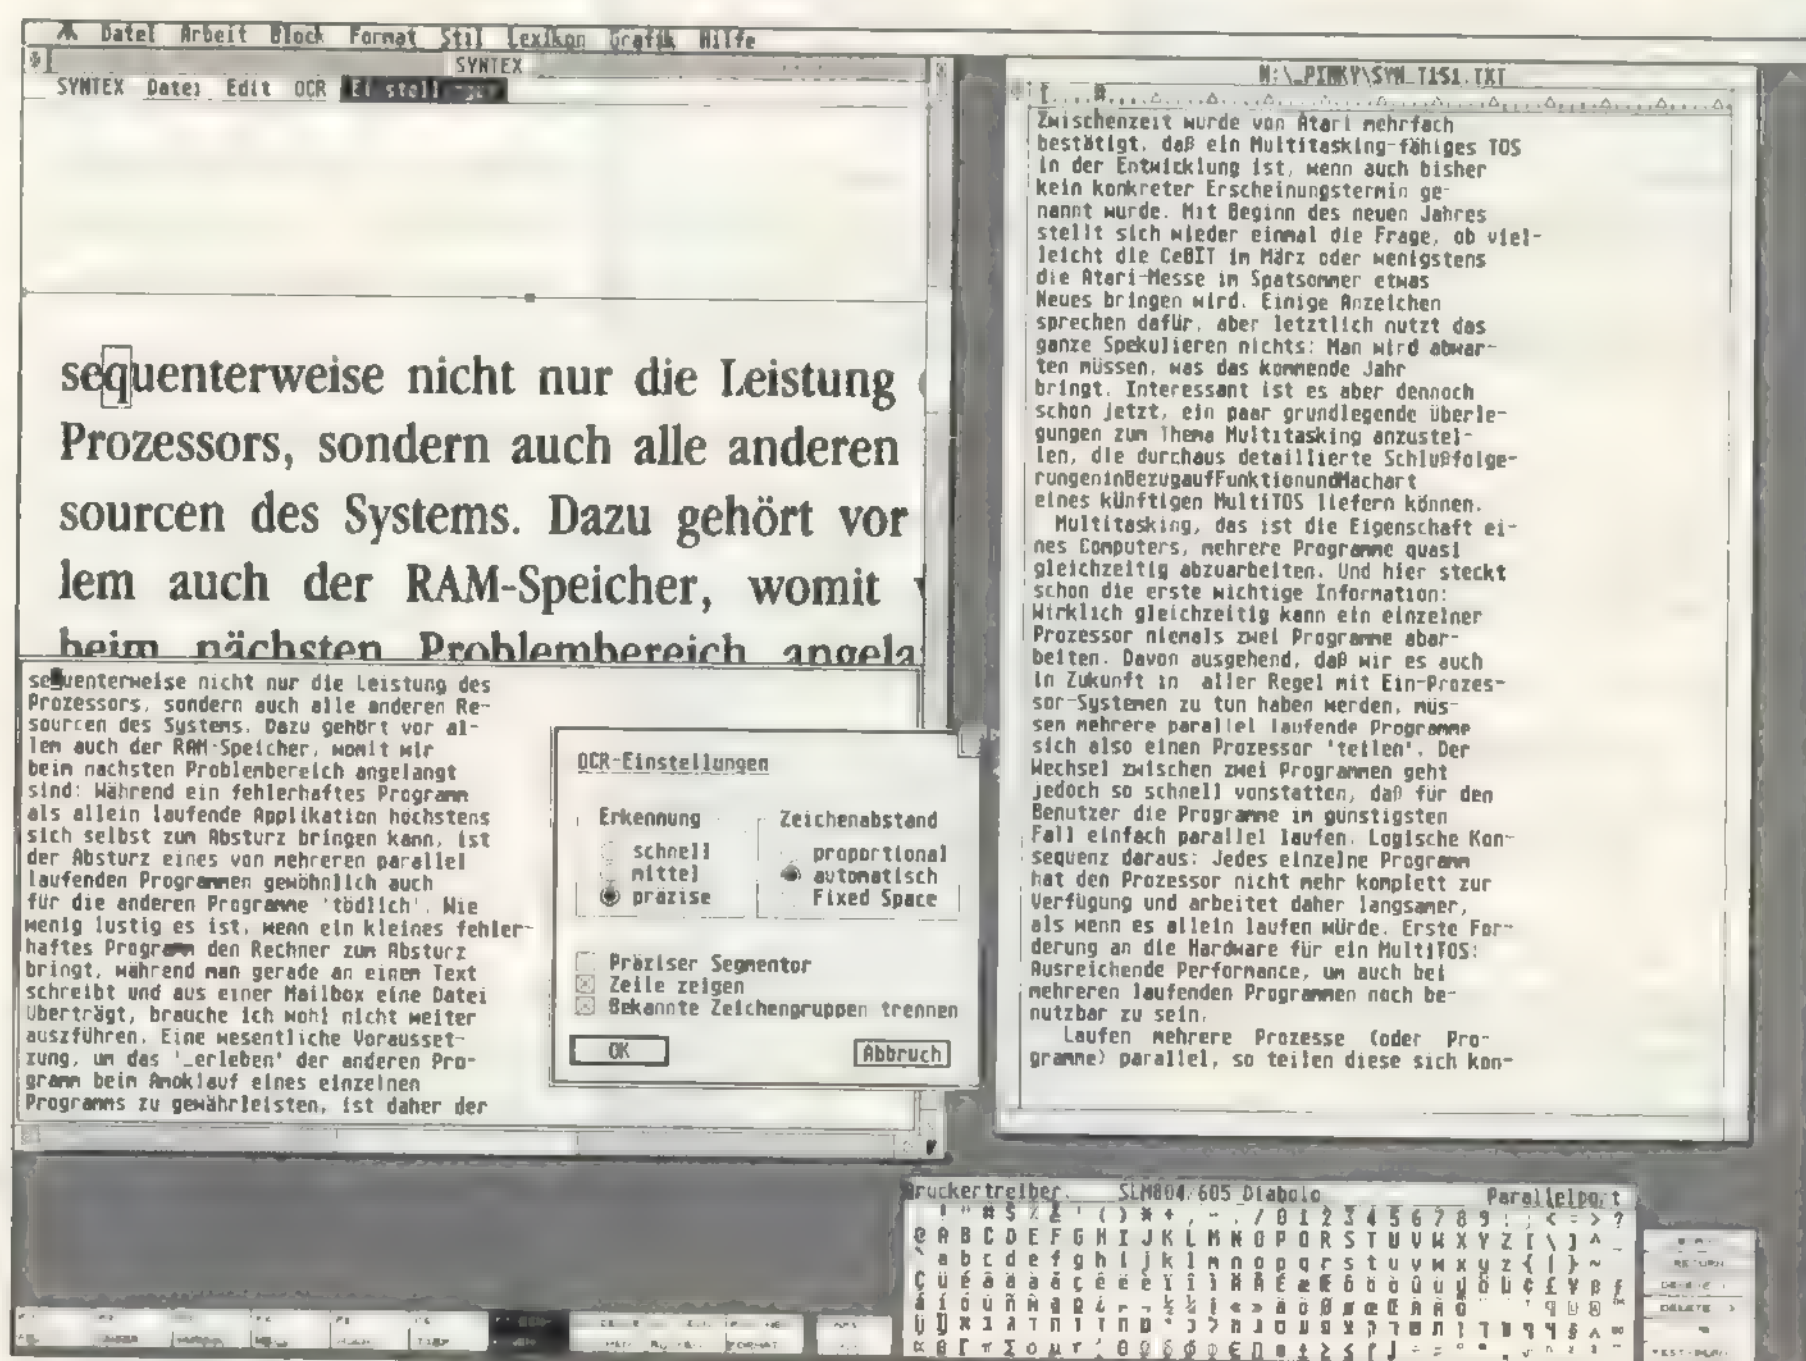 Datei Arbeit Block Format Stil Lexikon Grafik Hilfe
SYNTEX
SYNTEX Datei Edit OCR Einstellungen
sequenterweise nicht nur die Leistung
Prozessors, sondern auch alle anderen
sourcen des Systems. Dazu gehört vor
lem auch der RAM-Speicher, womit
beim nächsten Problembereich angela
se uenterweise nicht nur die Leistung des
Prozessors, sondern auch alle anderen Re-
sourcen des Systems. Dazu gehört vor al-
lem auch der RAM-Speicher, womit wir
beim nachsten Problembereich angelangt
sind: Während ein fehlerhaftes Programm
als allein laufende Applikation höchstens
sich selbst zum Absturz bringen kann, ist
der Absturz eines von mehreren parallel
laufenden Programmen gewöhnlich auch
für die anderen Programme 'tödlich'. Wie
wenig lustig es ist, wenn ein kleines fehler-
haftes Programm den Rechner zum Absturz
bringt, während man gerade an einem Text
schreibt und aus einer Mailbox eine Datei
Überträgt, brauche ich wohl nicht weiter
auszführen. Eine wesentliche Vorausset-
zung, um das '_erleben' der anderen Pro-
gramm beim Amoklauf eines einzelnen
Programms zu gewährleisten, ist daher der
OCR-Einstellungen
Erkennung
schnell
mittel
präzise
Zeichenabstand
proportional
automatisch
Fixed Space
Präziser Segmentor
Zeile zeigen
Bekannte Zeichengruppen trennen
OK
Abbruch
M:\_PINKY\SYN_T151.TXT
Zwischenzeit wurde von Atari mehrfach
bestätigt, daß ein Multitasking-fähiges TOS
in der Entwicklung ist, wenn auch bisher
kein konkreter Erscheinungstermin ge-
nannt wurde. Mit Beginn des neuen Jahres
stellt sich wieder einmal die Frage, ob viel-
leicht die CeBIT im März oder wenigstens
die Atari-Messe im Spatsommer etwas
Neues bringen wird. Einige Anzeichen
sprechen dafür, aber letztlich nutzt das
ganze Spekulieren nichts: Man wird abwar-
ten müssen, was das kommende Jahr
bringt. Interessant ist es aber dennoch
schon jetzt, ein paar grundlegende überle-
gungen zum Thema Multitasking anzustel-
len, die durchaus detaillierte Schlußfolge-
rungeninBezugaufFunktionundMachart
eines künftigen MultiTOS liefern können.
Multitasking, das ist die Eigenschaft ei-
nes Computers, mehrere Programme quasi
gleichzeitig abzuarbeiten. Und hier steckt
schon die erste wichtige Information:
Wirklich gleichzeitig kann ein einzelner
Prozessor niemals zwei Programme abar-
beiten. Davon ausgehend, daß wir es auch
in Zukunft in aller Regel mit Ein-Prozes-
sor-Systemen zu tun haben werden, müs-
sen mehrere parallel laufende Programme
sich also einen Prozessor 'teilen'. Der
Wechsel zwischen zwei Programmen geht
jedoch so schnell vonstatten, daß für den
Benutzer die Programme im günstigsten
Fall einfach parallel laufen. Logische Kon-
sequenz daraus: Jedes einzelne Programm
hat den Prozessor nicht mehr komplett zur
Verfügung und arbeitet daher langsamer,
als wenn es allein laufen würde. Erste For-
derung an die Hardware für ein MultiTOS:
Ausreichende Performance, um auch bei
mehreren laufenden Programmen noch be-
nutzbar zu sein.
Laufen mehrere Prozesse (oder Pro-
gramme) parallel, so teilen diese sich kon-
Druckertreiber. SLM804/605 Diabolo Parallelport
/ 0 1 2 3 4 5 6 7 8 9 : ; < = > ?
@ A B C D E F G H I J K L M N O P Q R S T U V W X Y Z [ \ ] ^ _
a b c d e f g h i j k l m n o p q r s t u v w x y z { | } ~
RETURN
DELETE